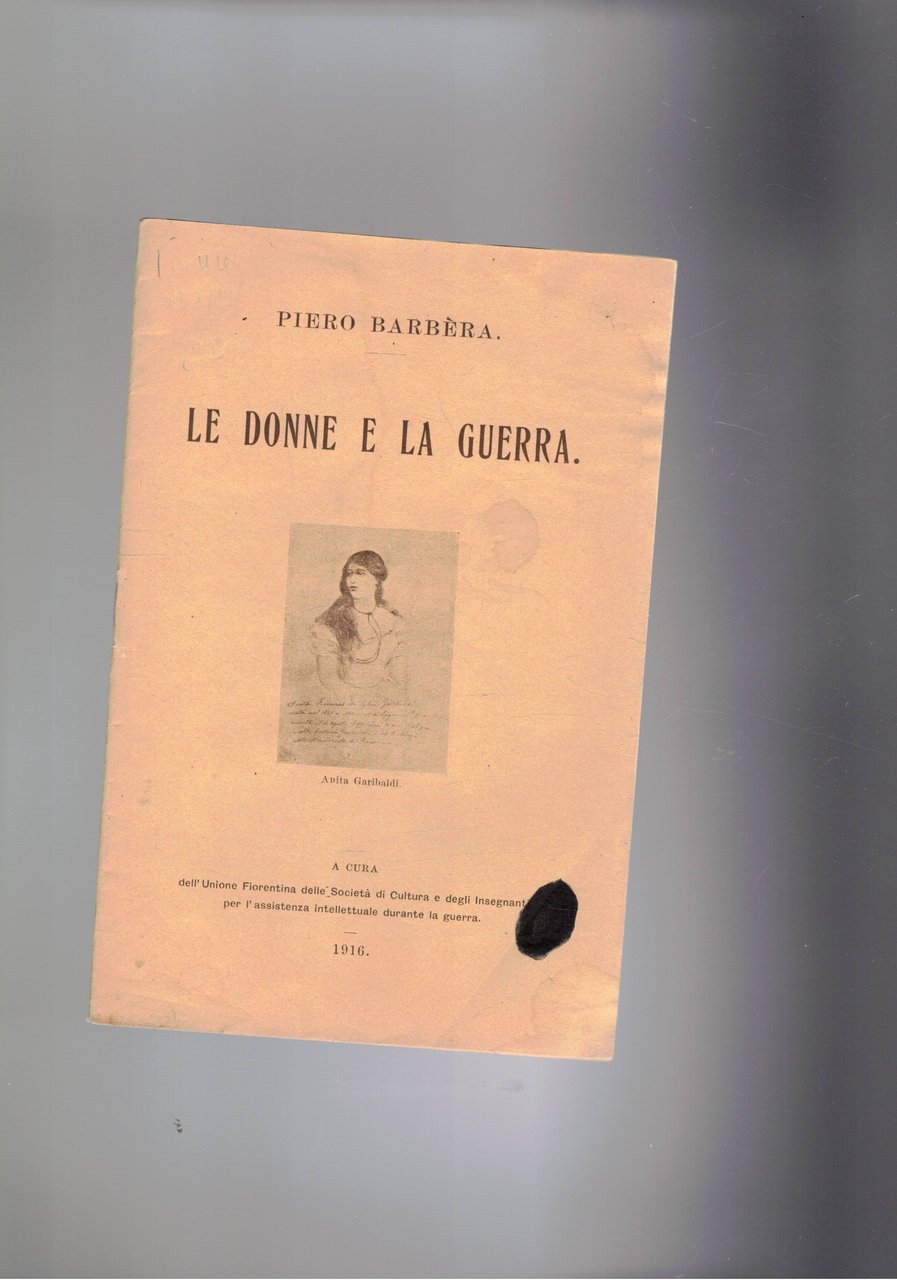 PIERO BARBÈRA.
LE DONNE E LA GUERRA.
Anita Garibaldi.
A CURA
dell'Unione Fiorentina delle Società di Cultura e degli Insegnanti
per l'assistenza intellettuale durante la guerra.
1916.